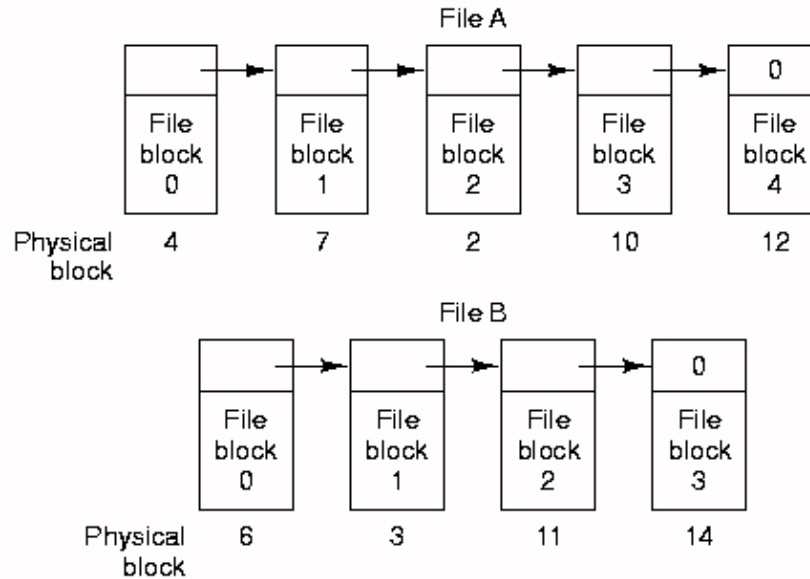 File A
0
File block 0
File block 1
File block 2
File block 3
File block 4
Physical block
4
7
2
10
12
File B
0
File block 0
File block 1
File block 2
File block 3
Physical block
6
3
11
14